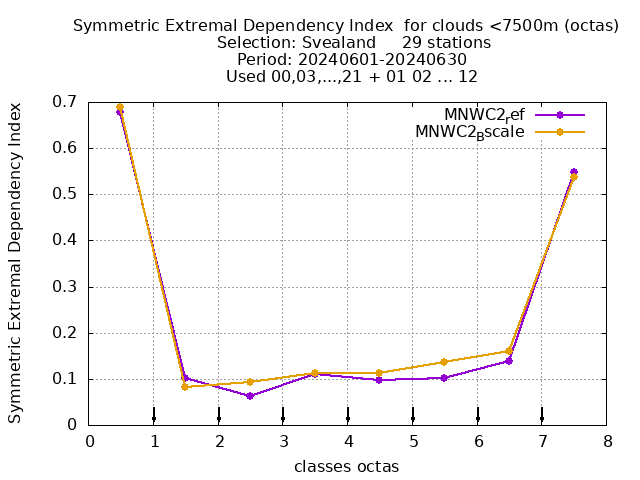 Symmetric Extremal Dependency Index  for clouds <7500m (octas)
Selection: Svealand     29 stations
Period: 20240601-20240630
Used 00,03,...,21 + 01 02 ... 12
MNWC2ref
MNWC2Bscale
Symmetric Extremal Dependency Index
0.7
0.6
0.5
0.4
0.3
0.2
0.1
0
0 1 2 3 4 5 6 7 8
classes octas